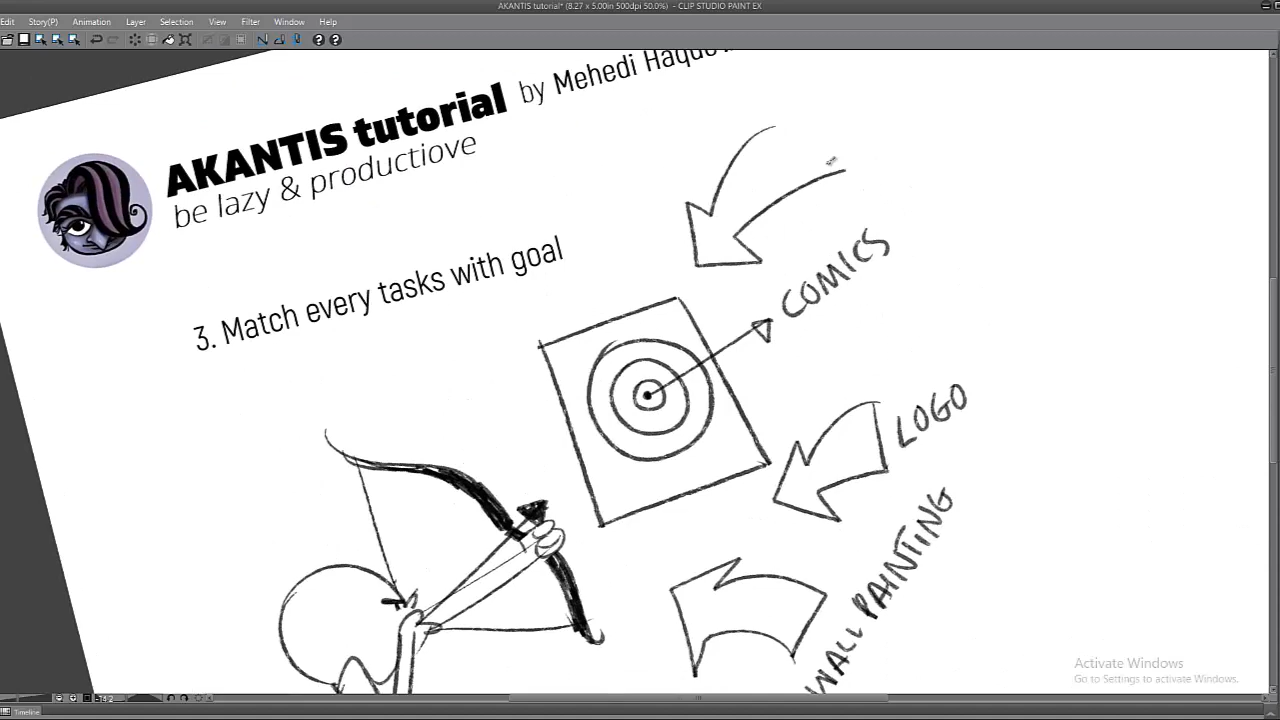 AKANTIS tutorial* (8.27 x 5.00in 500dpi 50.0%) - CLIP STUDIO PAINT EX
Edit Story(P) Animation Layer Selection View Filter Window Help
AKANTIS tutorial by Mehedi Haque
be lazy & productiove
3. Match every tasks with goal
COMICS
LOGO
WALL PAINTING
Activate Windows
Go to Settings to activate Windows.
Timeline